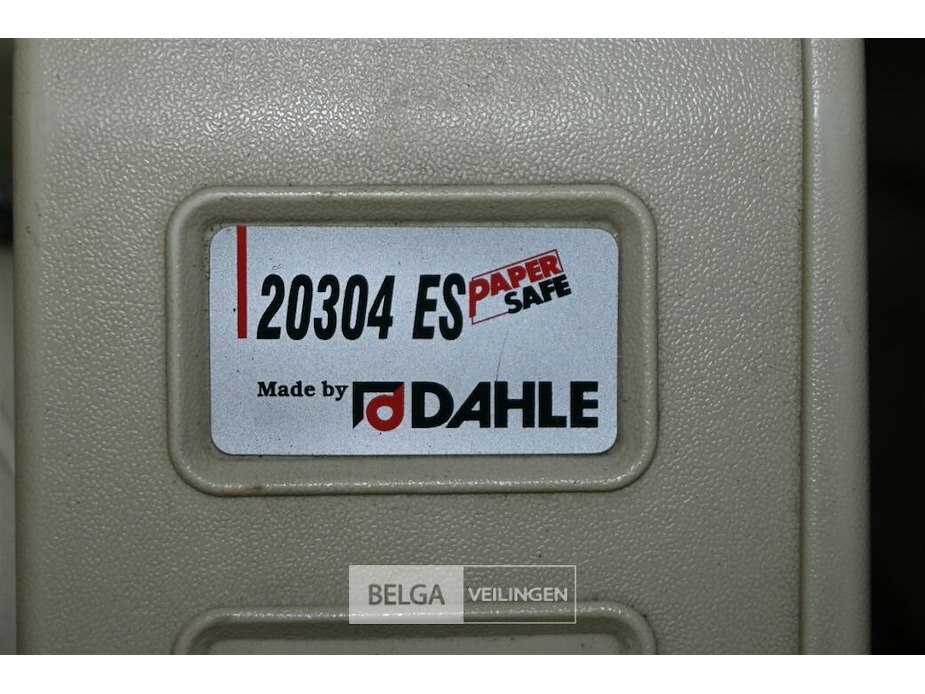 20304 ES PAPER SAFE
Made by DAHLE
BELGA VEILINGEN